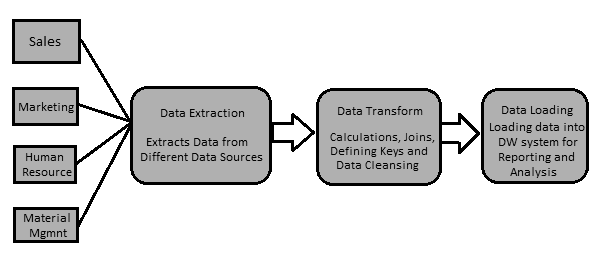 Sales
Marketing
Human
Resource
Material
Mgmnt
Data Extraction
Extracts Data from
Different Data Sources
Data Transform
Calculations, Joins,
Defining Keys and
Data Cleansing
Data Loading
Loading data into
DW system for
Reporting and
Analysis